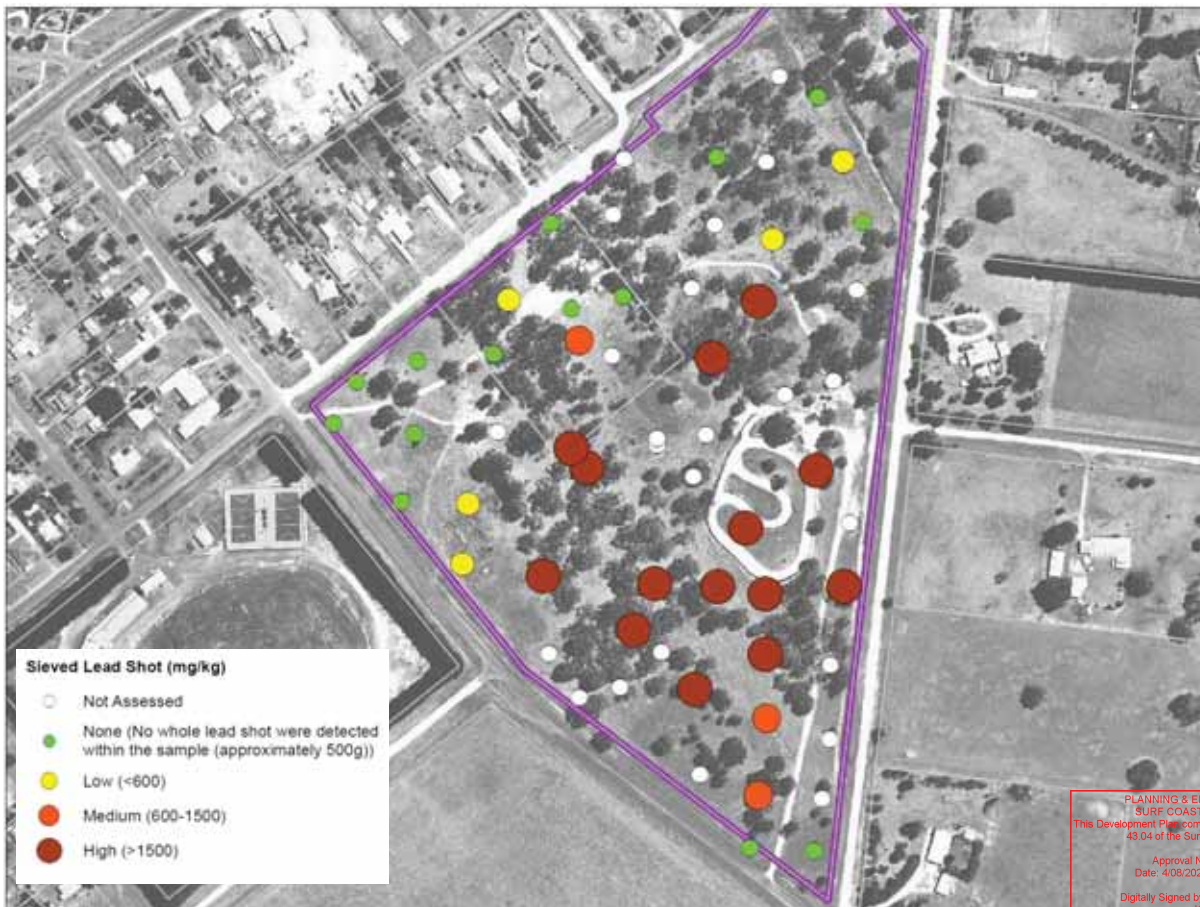 Sieved Lead Shot (mg/kg)
Not Assessed
None (No whole lead shot were detected
within the sample (approximately 500g))
Low (<600)
Medium (600-1500)
High (>1500)
PLANNING & E
SURF COAST
This Development Plan com
43.04 of the Sur
Approval N
Date: 4/08/202
Digitally Signed b